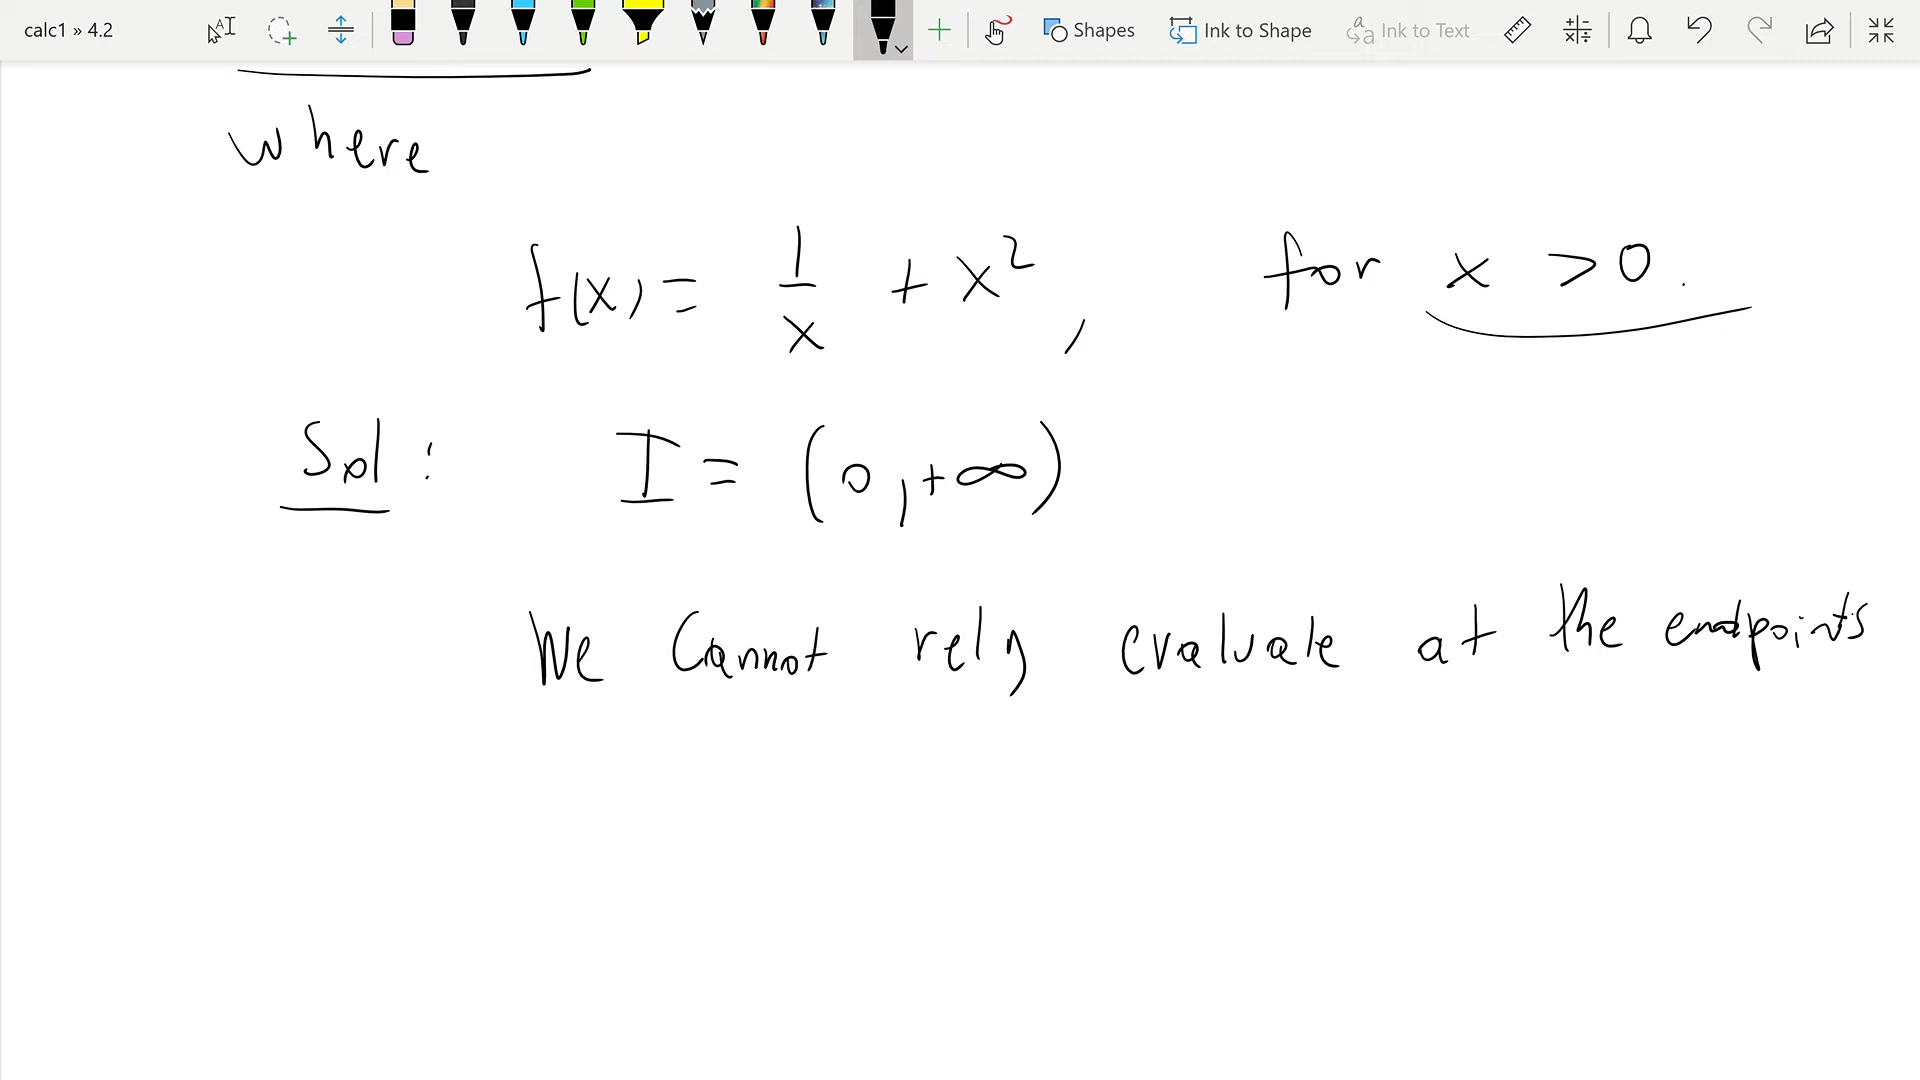 calc1 » 4.2 Shapes Ink to Shape Ink to Text
where
f(x) = 1/x + x², for x > 0.
Sol : I = (0, +∞)
We Cannot rely evaluate at the endpoints